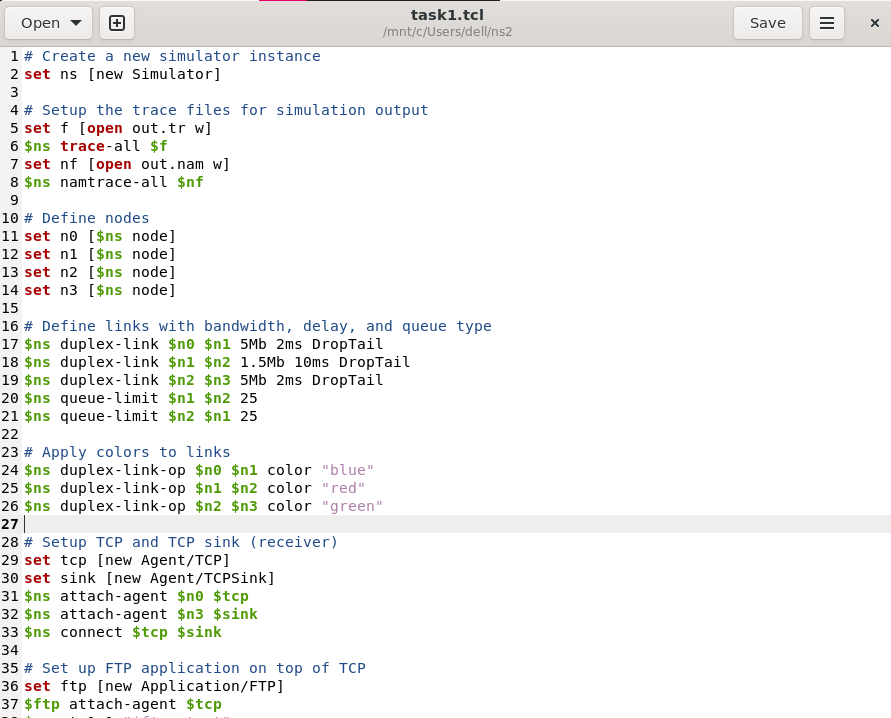 Open
task1.tcl
/mnt/c/Users/dell/ns2
Save
1 # Create a new simulator instance
2 set ns [new Simulator]
3
4 # Setup the trace files for simulation output
5 set f [open out.tr w]
6 $ns trace-all $f
7 set nf [open out.nam w]
8 $ns namtrace-all $nf
9
10 # Define nodes
11 set n0 [$ns node]
12 set n1 [$ns node]
13 set n2 [$ns node]
14 set n3 [$ns node]
15
16 # Define links with bandwidth, delay, and queue type
17 $ns duplex-link $n0 $n1 5Mb 2ms DropTail
18 $ns duplex-link $n1 $n2 1.5Mb 10ms DropTail
19 $ns duplex-link $n2 $n3 5Mb 2ms DropTail
20 $ns queue-limit $n1 $n2 25
21 $ns queue-limit $n2 $n1 25
22
23 # Apply colors to links
24 $ns duplex-link-op $n0 $n1 color "blue"
25 $ns duplex-link-op $n1 $n2 color "red"
26 $ns duplex-link-op $n2 $n3 color "green"
27
28 # Setup TCP and TCP sink (receiver)
29 set tcp [new Agent/TCP]
30 set sink [new Agent/TCPSink]
31 $ns attach-agent $n0 $tcp
32 $ns attach-agent $n3 $sink
33 $ns connect $tcp $sink
34
35 # Set up FTP application on top of TCP
36 set ftp [new Application/FTP]
37 $ftp attach-agent $tcp